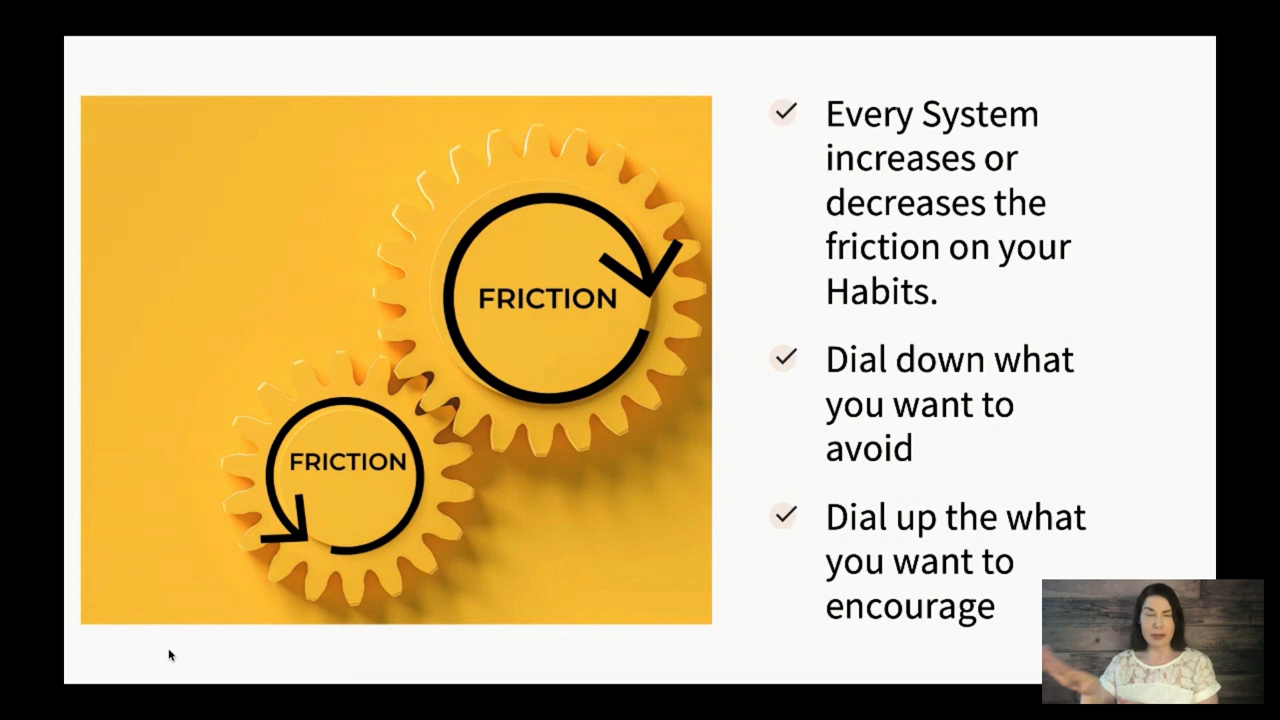 FRICTION
FRICTION
Every System
increases or
decreases the
friction on your
Habits.
Dial down what
you want to
avoid
Dial up the what
you want to
encourage